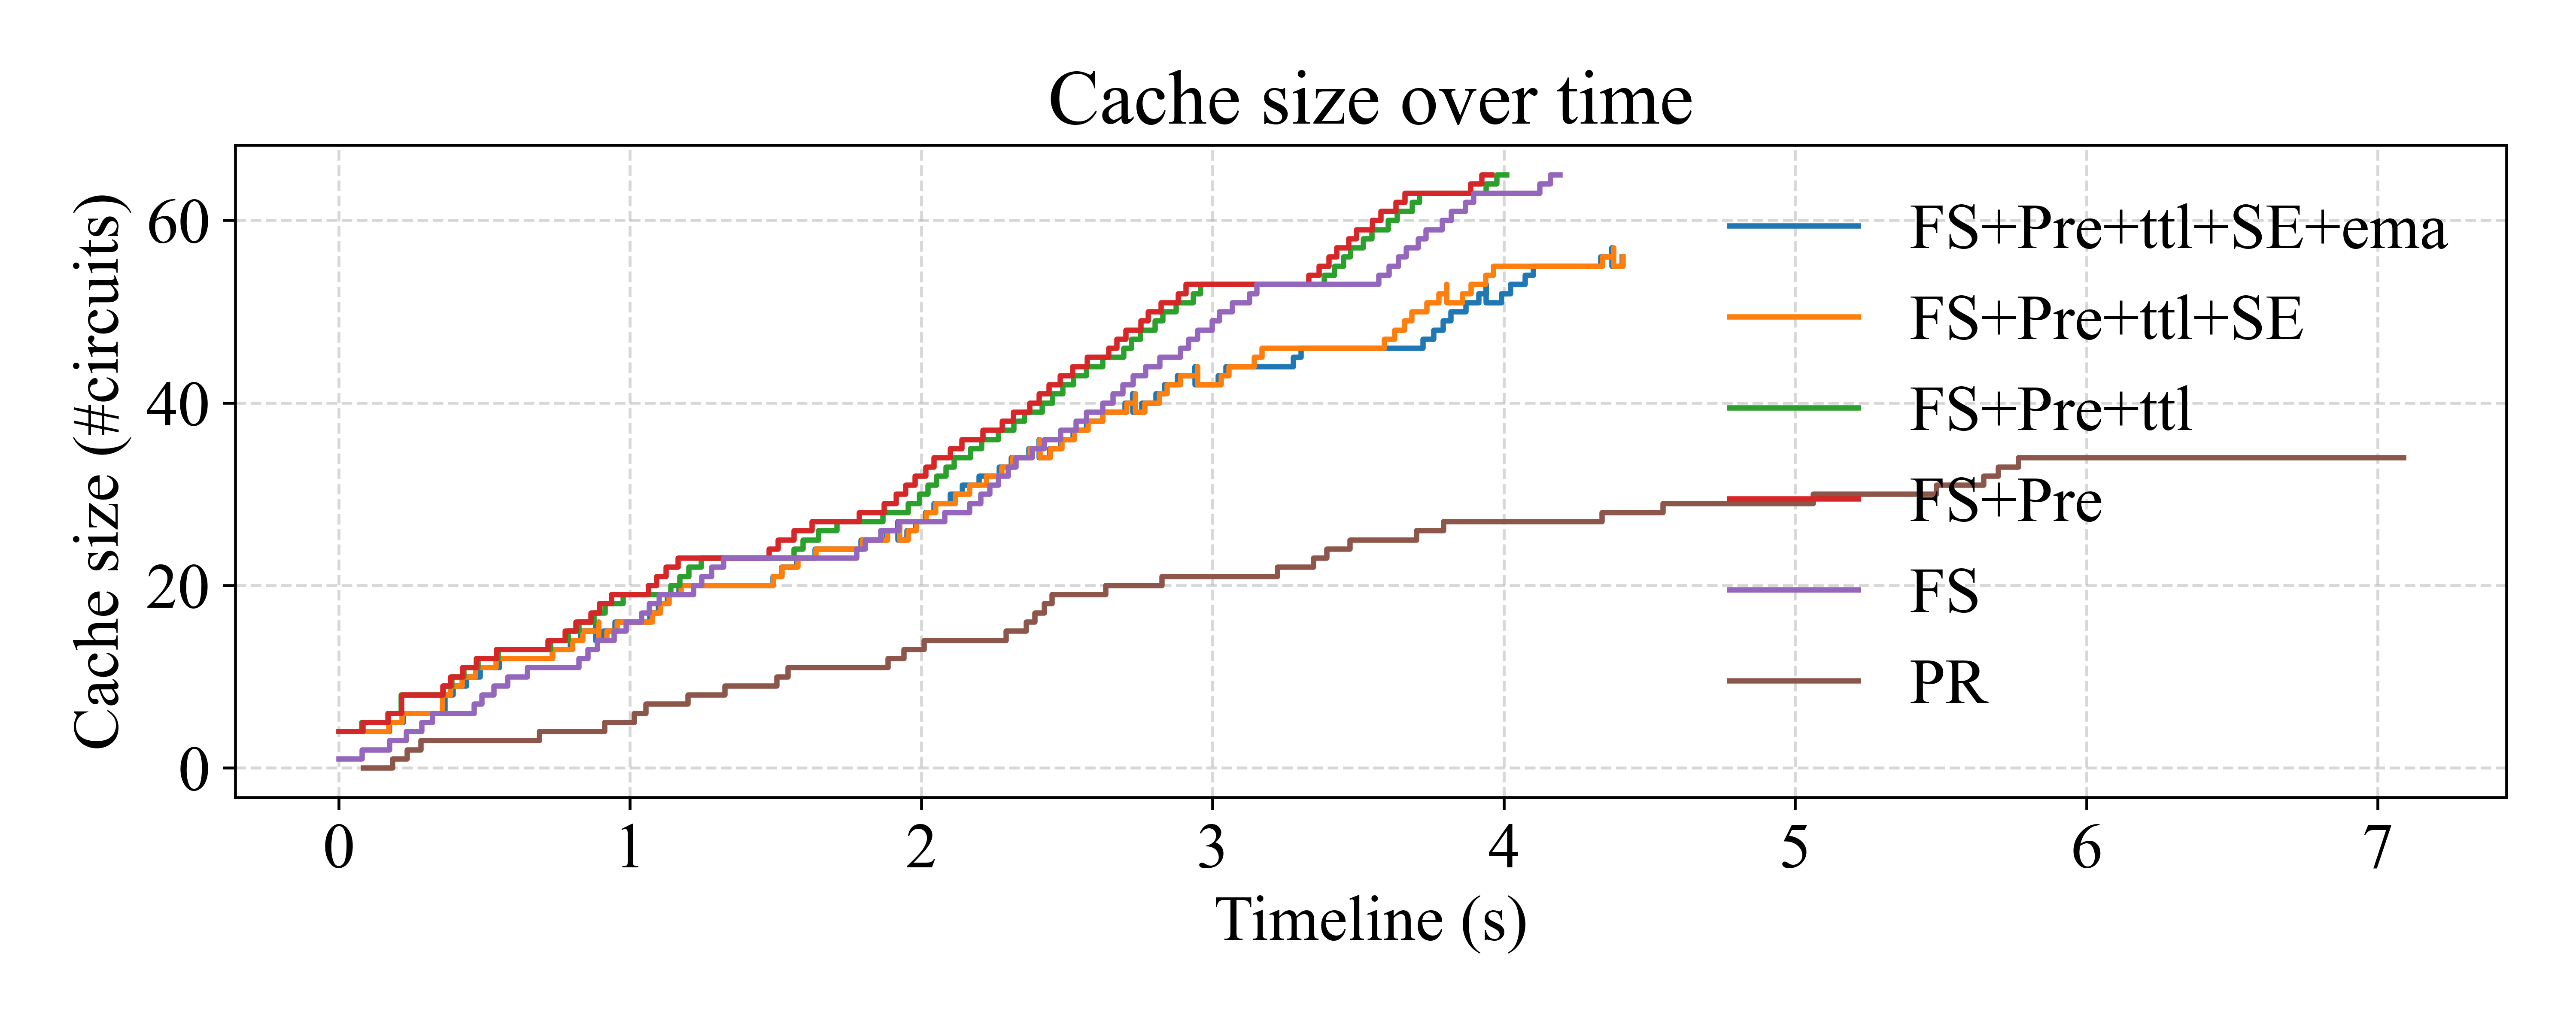 Cache size over time
Cache size (#circuits)
60
40
20
0
FS+Pre+ttl+SE+ema
FS+Pre+ttl+SE
FS+Pre+ttl
FS+Pre
FS
PR
0 1 2 3 4 5 6 7
Timeline (s)